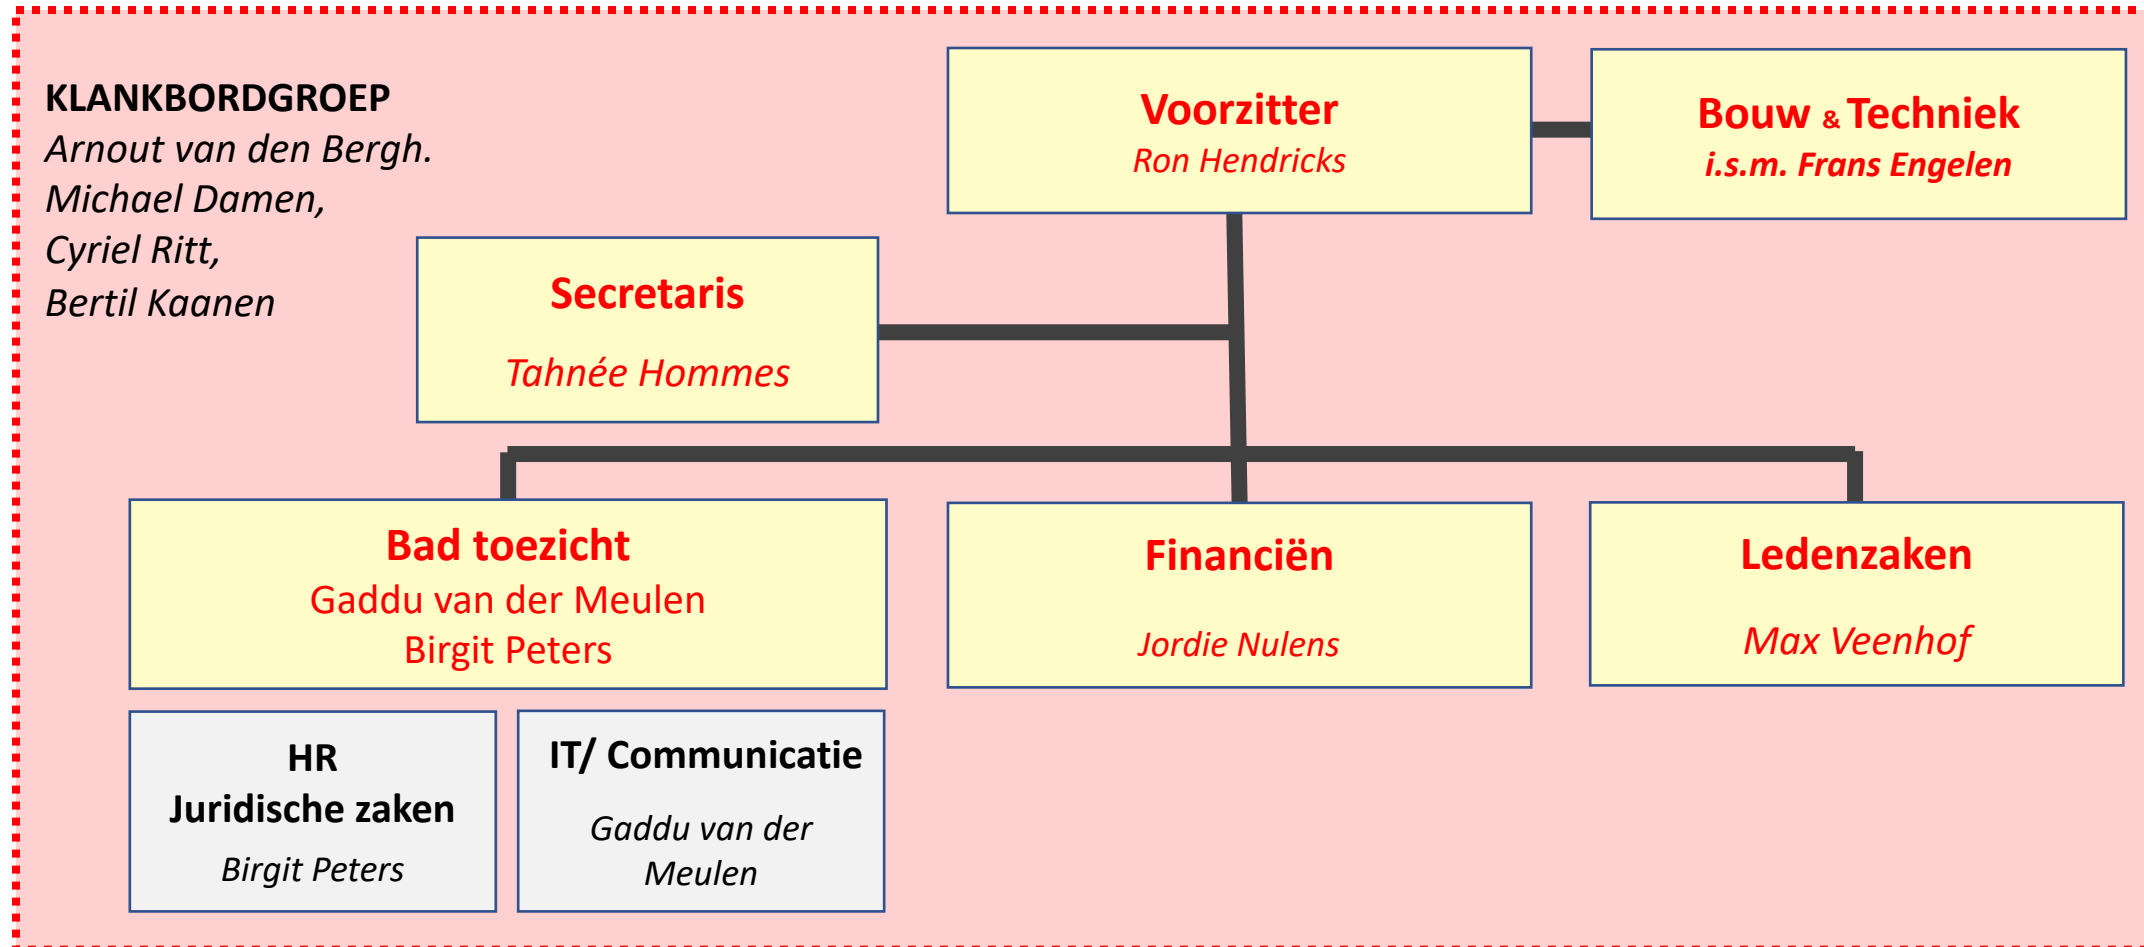 KLANKBORDGROEP
Arnout van den Bergh.
Michael Damen,
Cyriel Ritt,
Bertil Kaanen
Voorzitter
Ron Hendricks
Bouw & Techniek
i.s.m. Frans Engelen
Secretaris
Tahnée Hommes
Bad toezicht
Gaddu van der Meulen
Birgit Peters
Financiën
Jordie Nulens
Ledenzaken
Max Veenhof
HR
Juridische zaken
Birgit Peters
IT/ Communicatie
Gaddu van der
Meulen